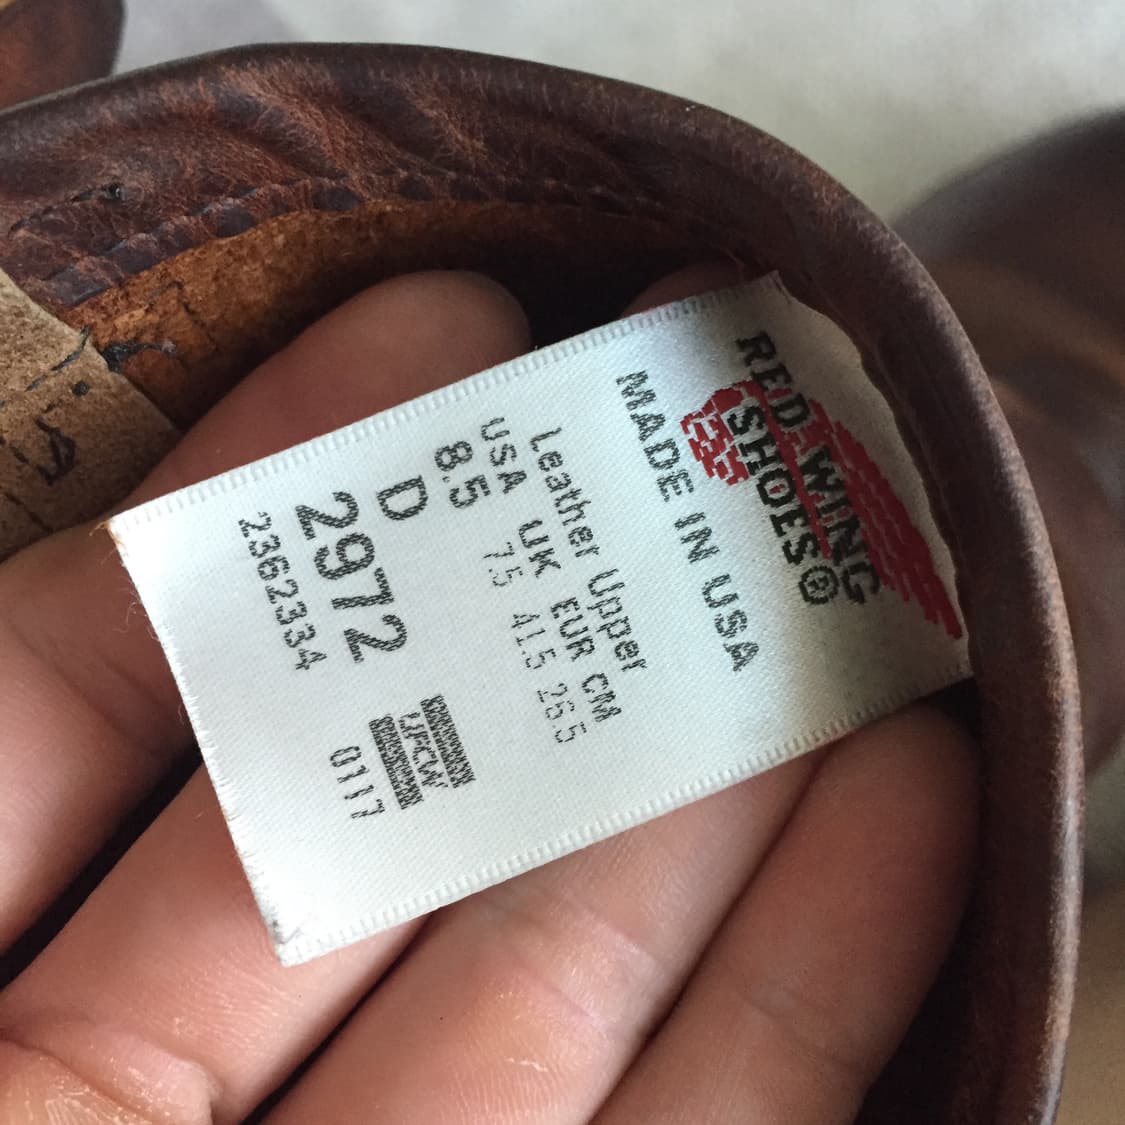 RED WING
SHOES®
MADE IN USA
Leather Upper
USA UK EUR CM
8.5 7.5 41.5 26.5
D
2972
2362334
UFCW
0117